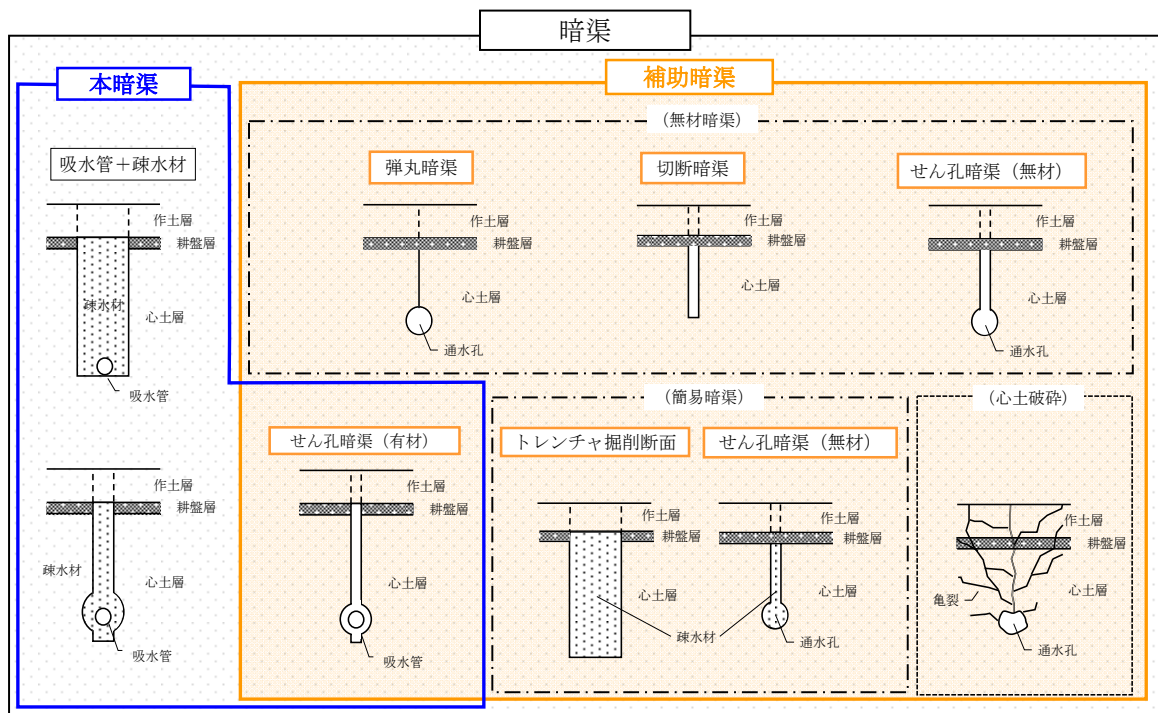 暗渠
本暗渠
補助暗渠
(無材暗渠)
吸水管+疎水材
弾丸暗渠
切断暗渠
せん孔暗渠(無材)
作土層
耕盤層
疎水材
心土層
吸水管
作土層
耕盤層
心土層
通水孔
作土層
耕盤層
心土層
作土層
耕盤層
心土層
通水孔
(簡易暗渠)
(心土破砕)
せん孔暗渠(有材)
トレンチャ掘削断面
せん孔暗渠(無材)
作土層
耕盤層
疎水材
心土層
吸水管
作土層
耕盤層
心土層
吸水管
作土層
耕盤層
心土層
疎水材
作土層
耕盤層
心土層
通水孔
作土層
耕盤層
心土層
亀裂
通水孔